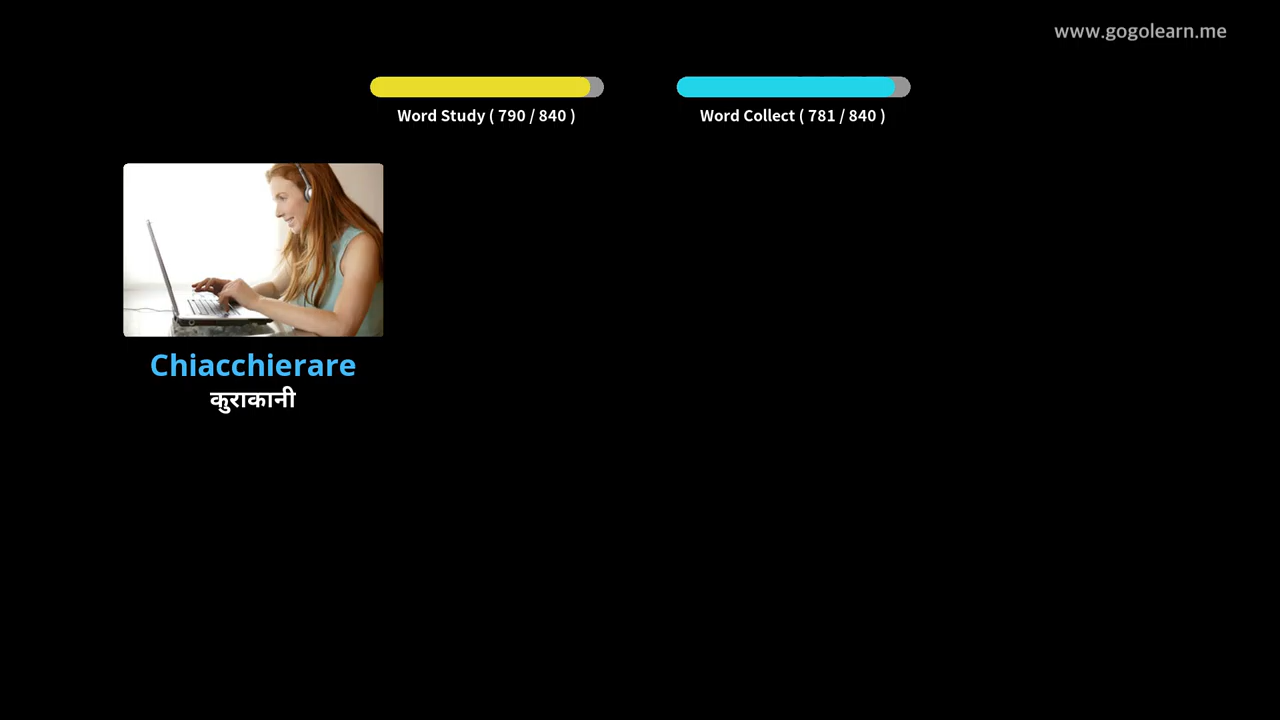 www.gogolearn.me
Word Study ( 790 / 840 )
Word Collect ( 781 / 840 )
Chiacchierare
कुराकानी